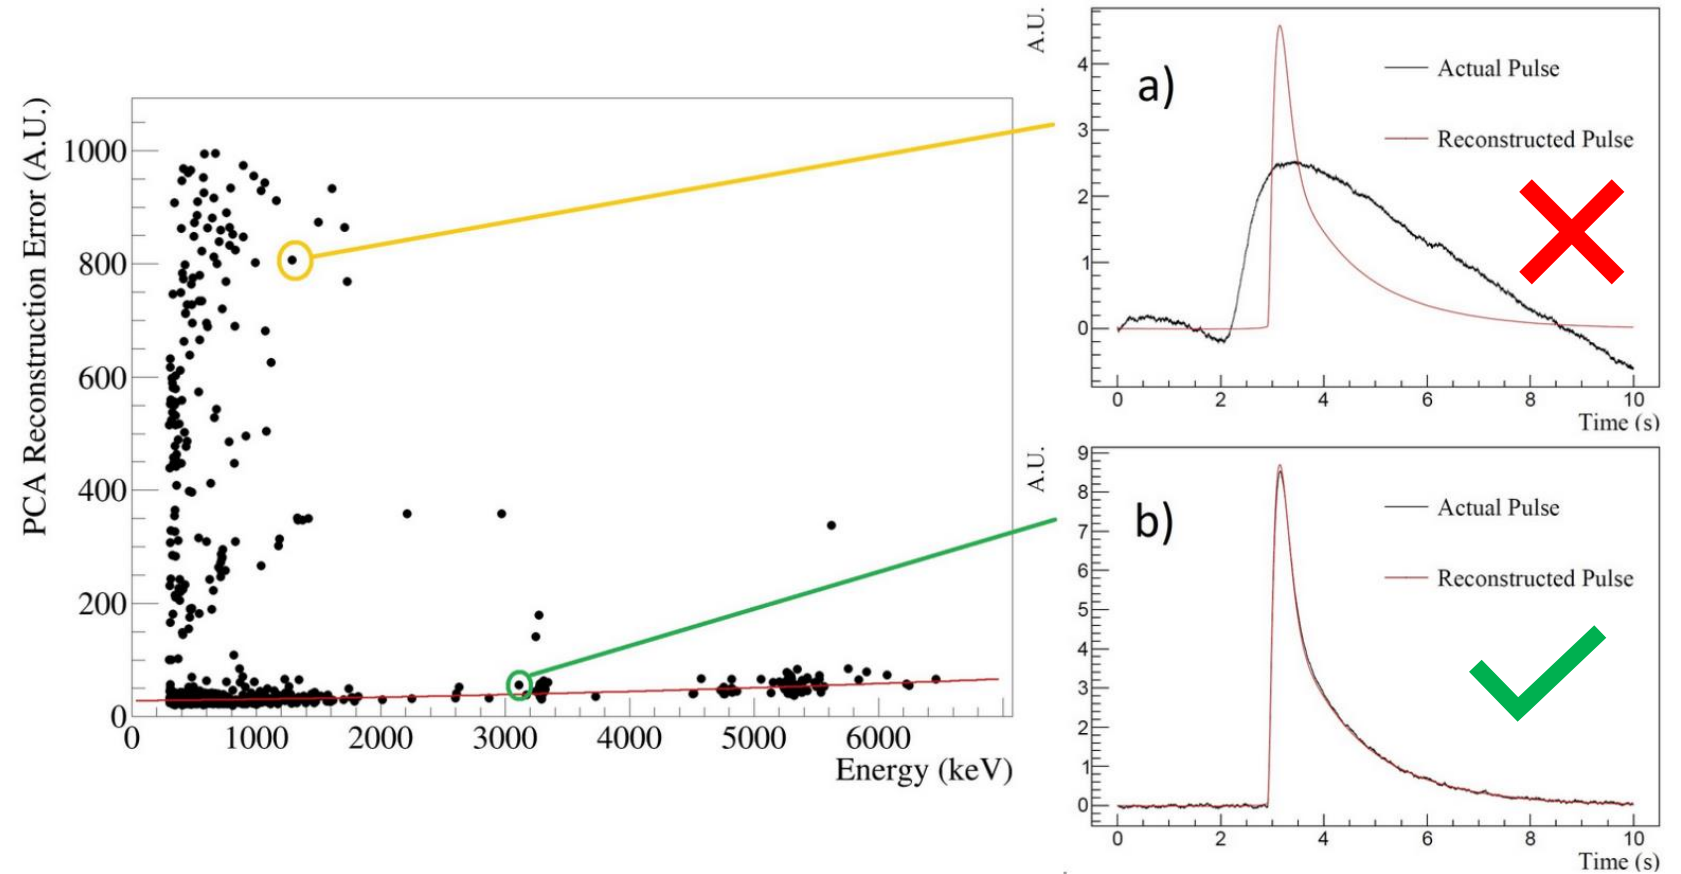 PCA Reconstruction Error (A.U.)
1000
800
600
400
200
0
0 1000 2000 3000 4000 5000 6000
Energy (keV)
A.U.
a)
Actual Pulse
Reconstructed Pulse
4
3
2
1
0
0 2 4 6 8 10
Time (s)
A.U.
b)
Actual Pulse
Reconstructed Pulse
9
8
7
6
5
4
3
2
1
0
0 2 4 6 8 10
Time (s)